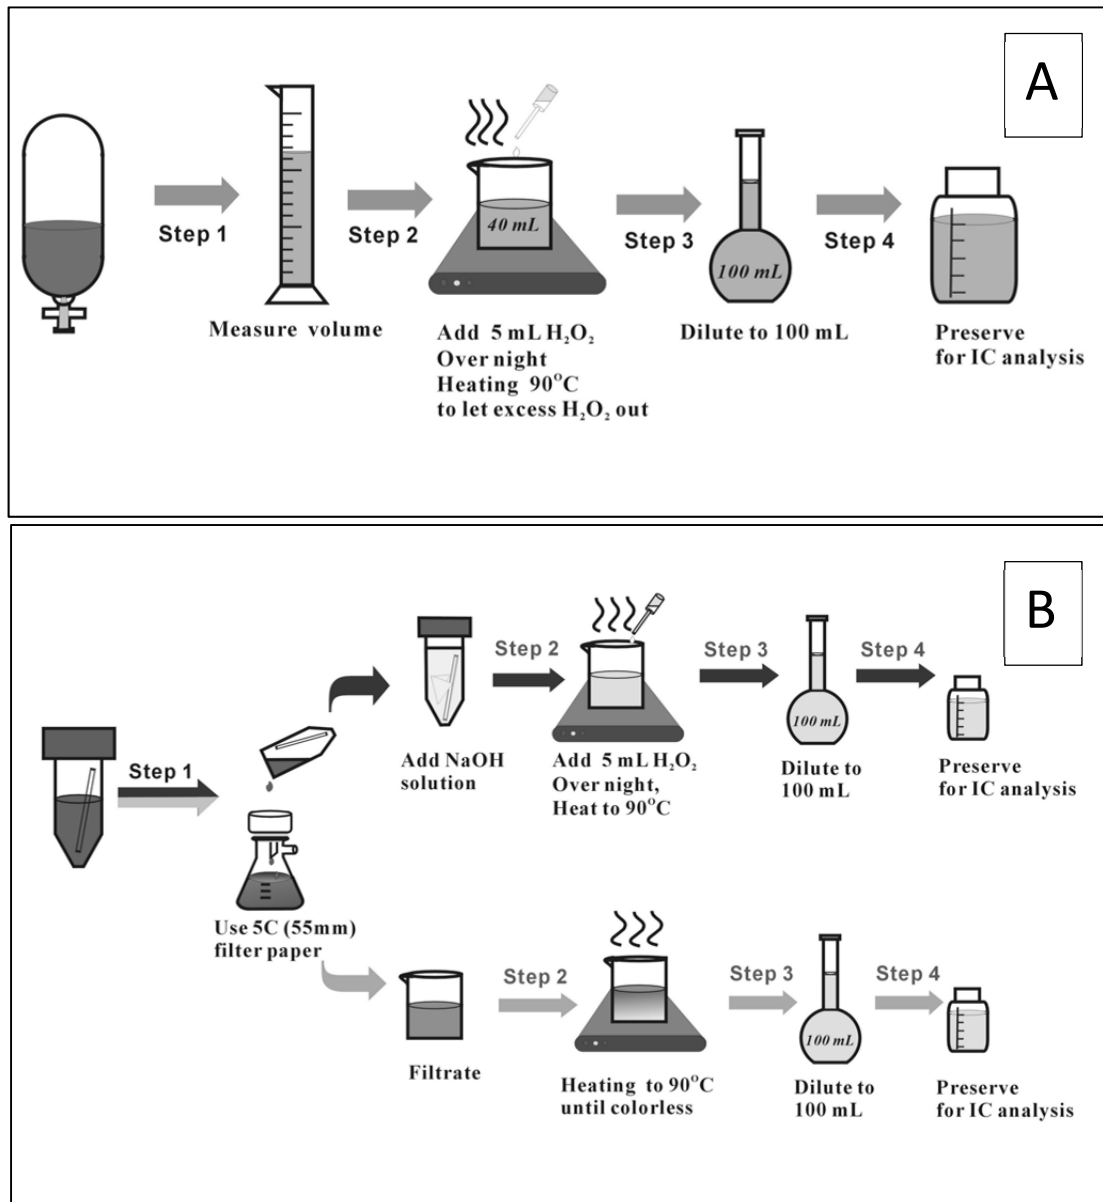 A
Step 1
Step 2
Step 3
Step 4
40 mL
100 mL
Measure volume
Add 5 mL H₂O₂
Over night
Heating 90°C
to let excess H₂O₂ out
Dilute to 100 mL
Preserve
for IC analysis
B
Step 1
Use 5C (55mm)
filter paper
Add NaOH
solution
Step 2
Add 5 mL H₂O₂
Over night,
Heat to 90°C
Step 3
100 mL
Dilute to
100 mL
Step 4
Preserve
for IC analysis
Filtrate
Step 2
Heating to 90°C
until colorless
Step 3
100 mL
Dilute to
100 mL
Step 4
Preserve
for IC analysis